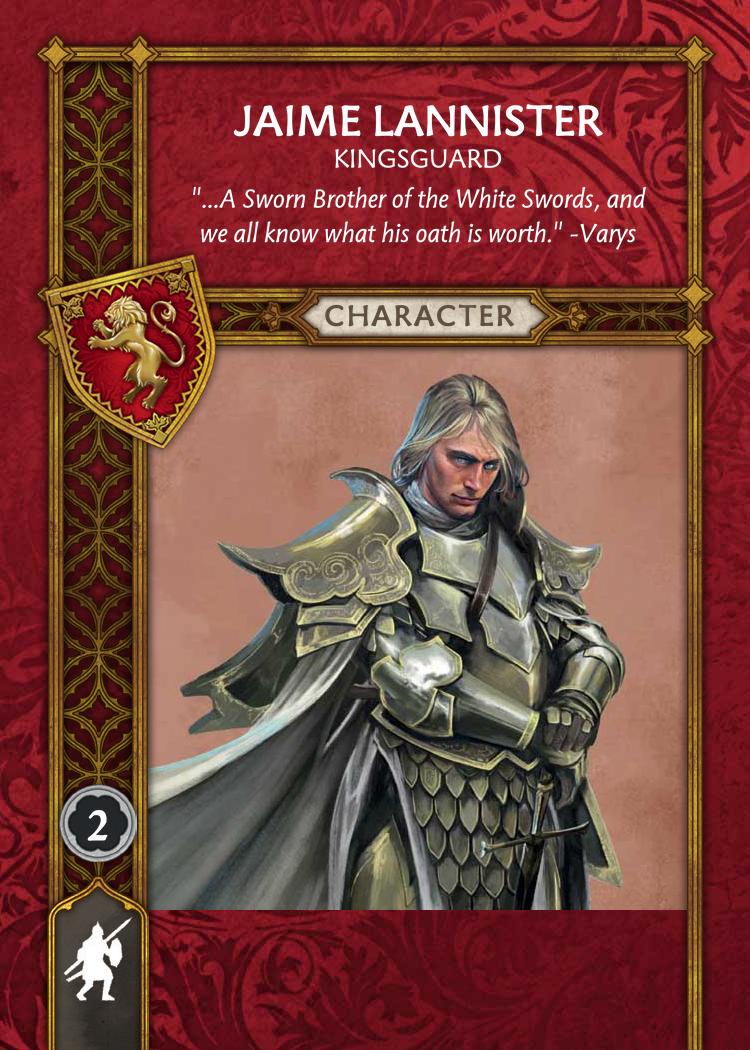 JAIME LANNISTER
KINGSGUARD
"...A Sworn Brother of the White Swords, and
we all know what his oath is worth." -Varys
CHARACTER
2